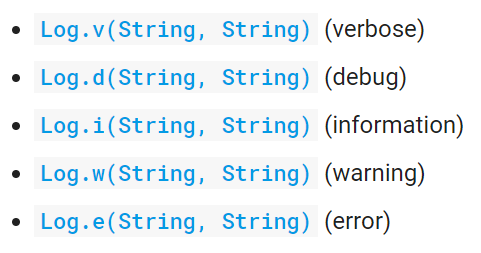 • Log.v(String, String) (verbose)
• Log.d(String, String) (debug)
• Log.i(String, String) (information)
• Log.w(String, String) (warning)
• Log.e(String, String) (error)